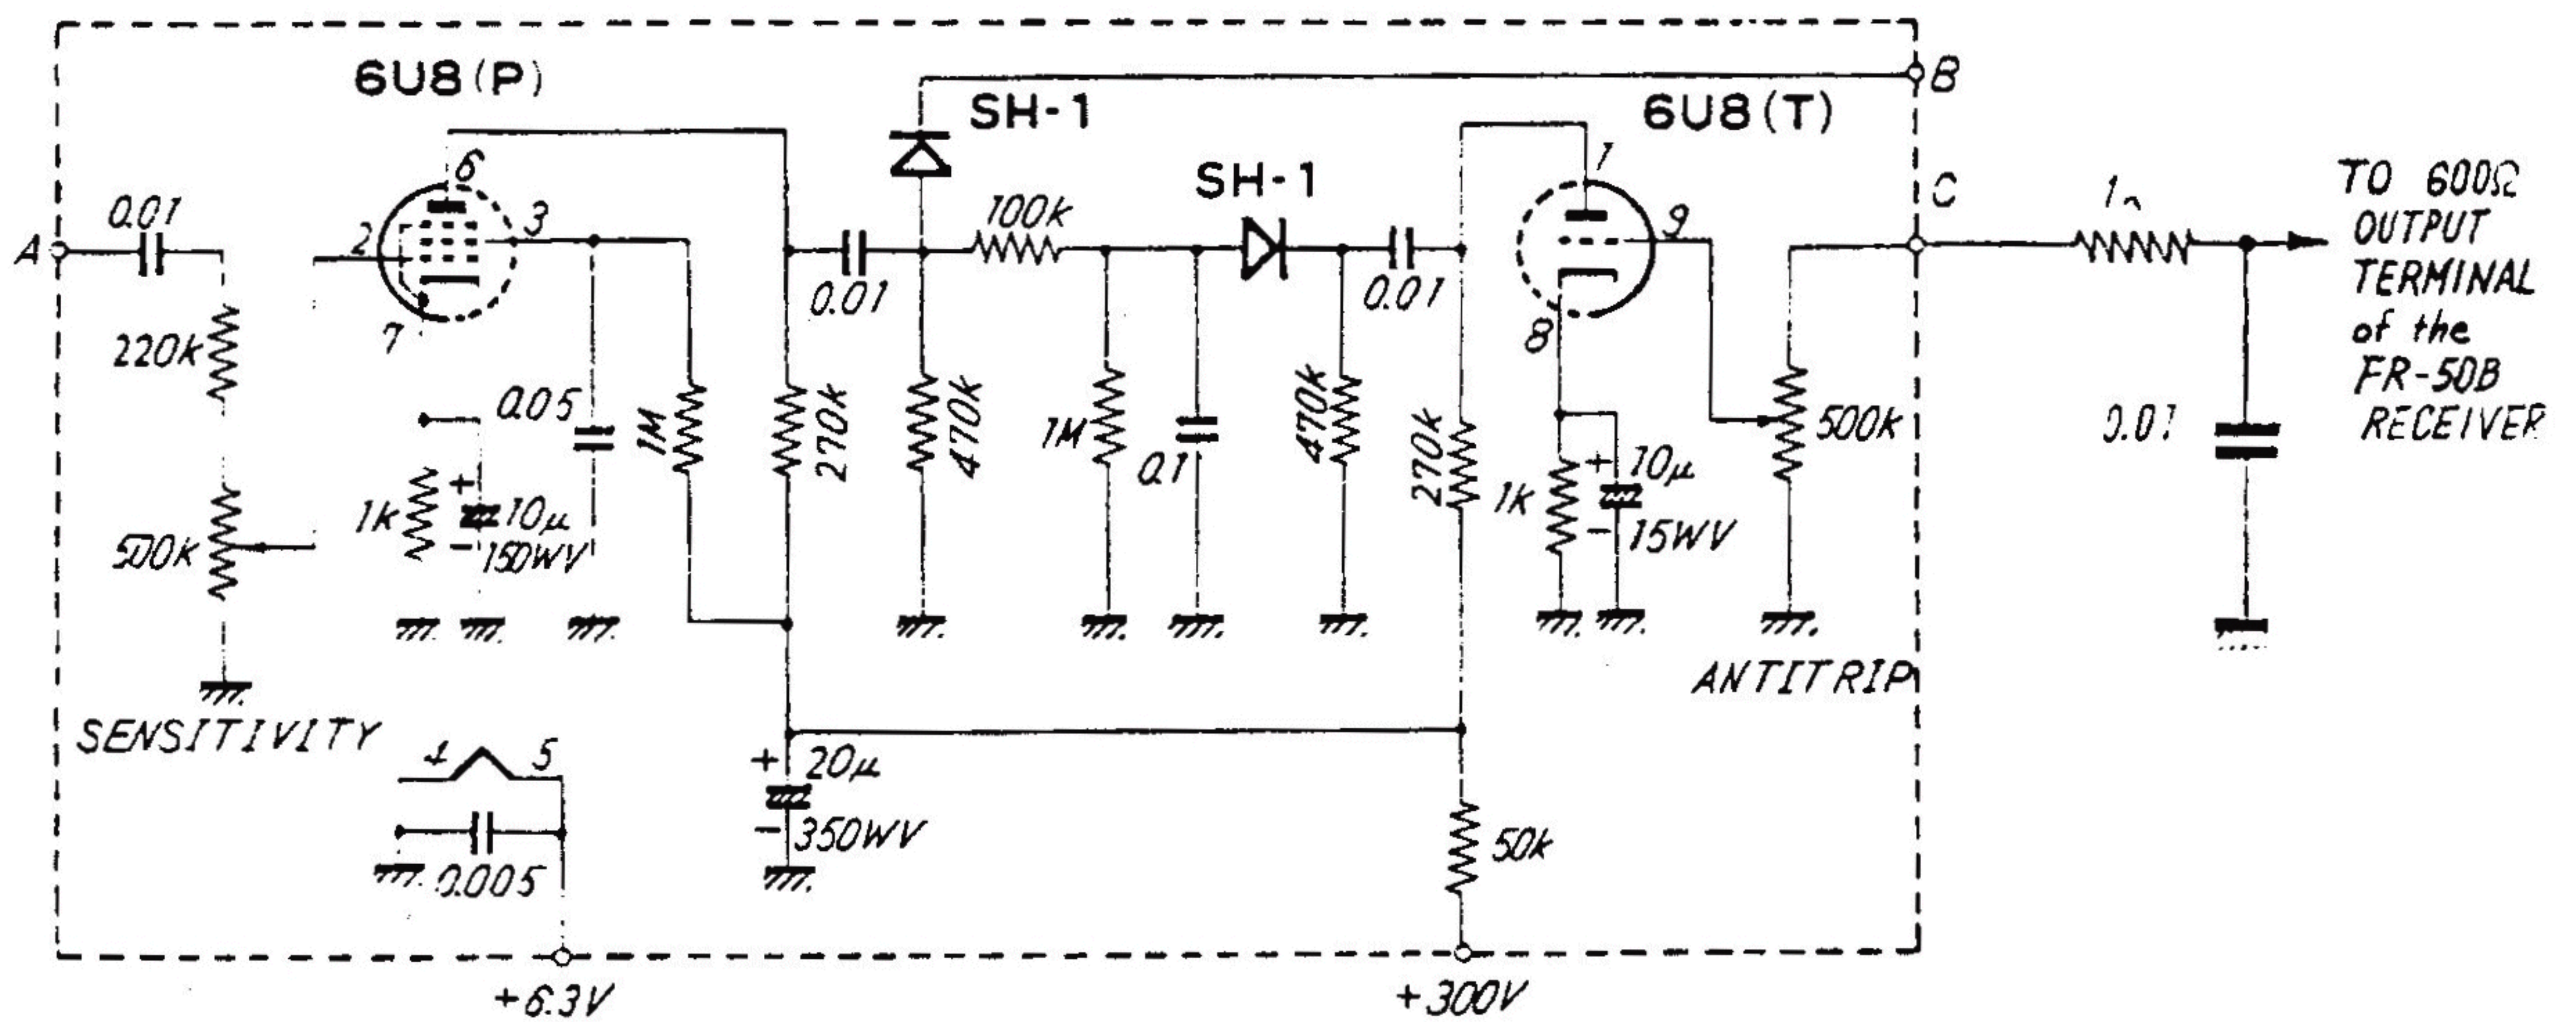 6U8(P)
SH-1
6U8(T)
B
6
1
C
1
TO 600Ω
OUTPUT
TERMINAL
of the
FR-50B
RECEIVER
A
0.01
2
3
100k
SH-1
9
0.01
0.01
7
8
220k
0.05
1M
270k
470k
1M
0.1
470k
270k
500k
0.01
500k
1k
+
10μ
-
150WV
1k
+
10μ
-
15WV
ANTITRIP
SENSITIVITY
4
5
+
20μ
-
350WV
50k
0.005
+6.3V
+300V